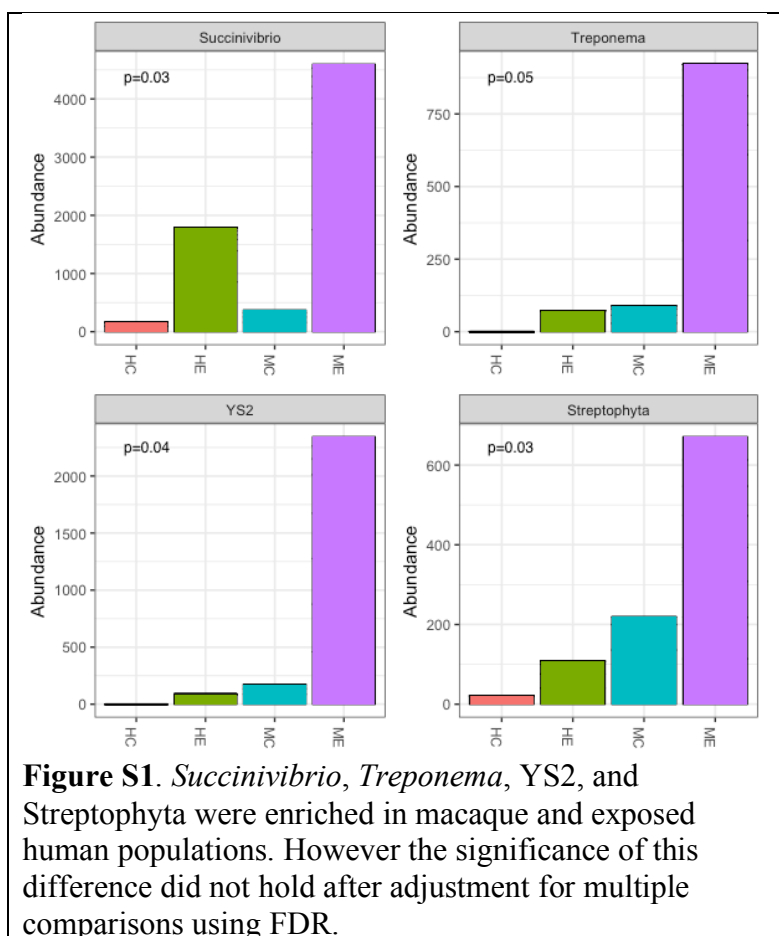 Succinivibrio
p=0.03
Abundance
4000
3000
2000
1000
0
HC
HE
MC
ME
Treponema
p=0.05
Abundance
750
500
250
0
HC
HE
MC
ME
YS2
p=0.04
Abundance
2000
1500
1000
500
0
HC
HE
MC
ME
Streptophyta
p=0.03
Abundance
600
400
200
0
HC
HE
MC
ME
Figure S1. Succinivibrio, Treponema, YS2, and
Streptophyta were enriched in macaque and exposed
human populations. However the significance of this
difference did not hold after adjustment for multiple
comparisons using FDR.